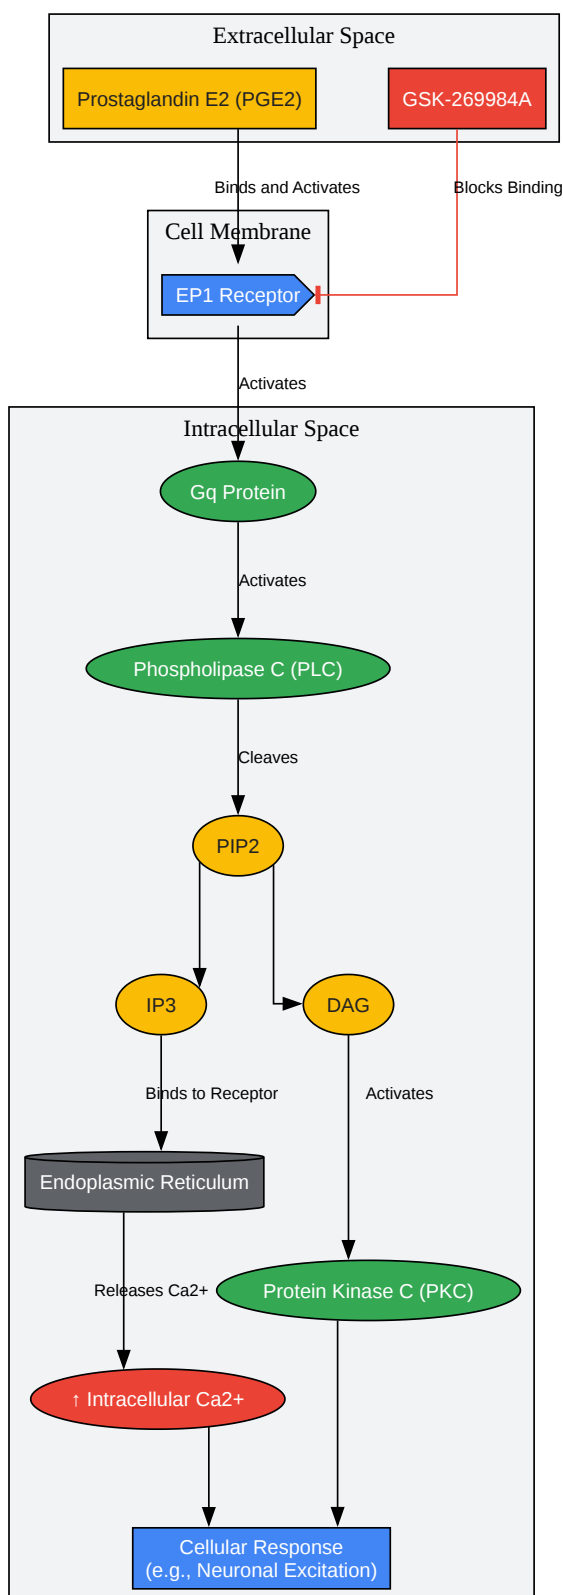 Extracellular Space
Prostaglandin E2 (PGE2)
GSK-269984A
Binds and Activates
Blocks Binding
Cell Membrane
EP1 Receptor
Activates
Intracellular Space
Gq Protein
Activates
Phospholipase C (PLC)
Cleaves
PIP2
IP3
DAG
Binds to Receptor
Activates
Endoplasmic Reticulum
Releases Ca2+
Protein Kinase C (PKC)
↑ Intracellular Ca2+
Cellular Response
(e.g., Neuronal Excitation)